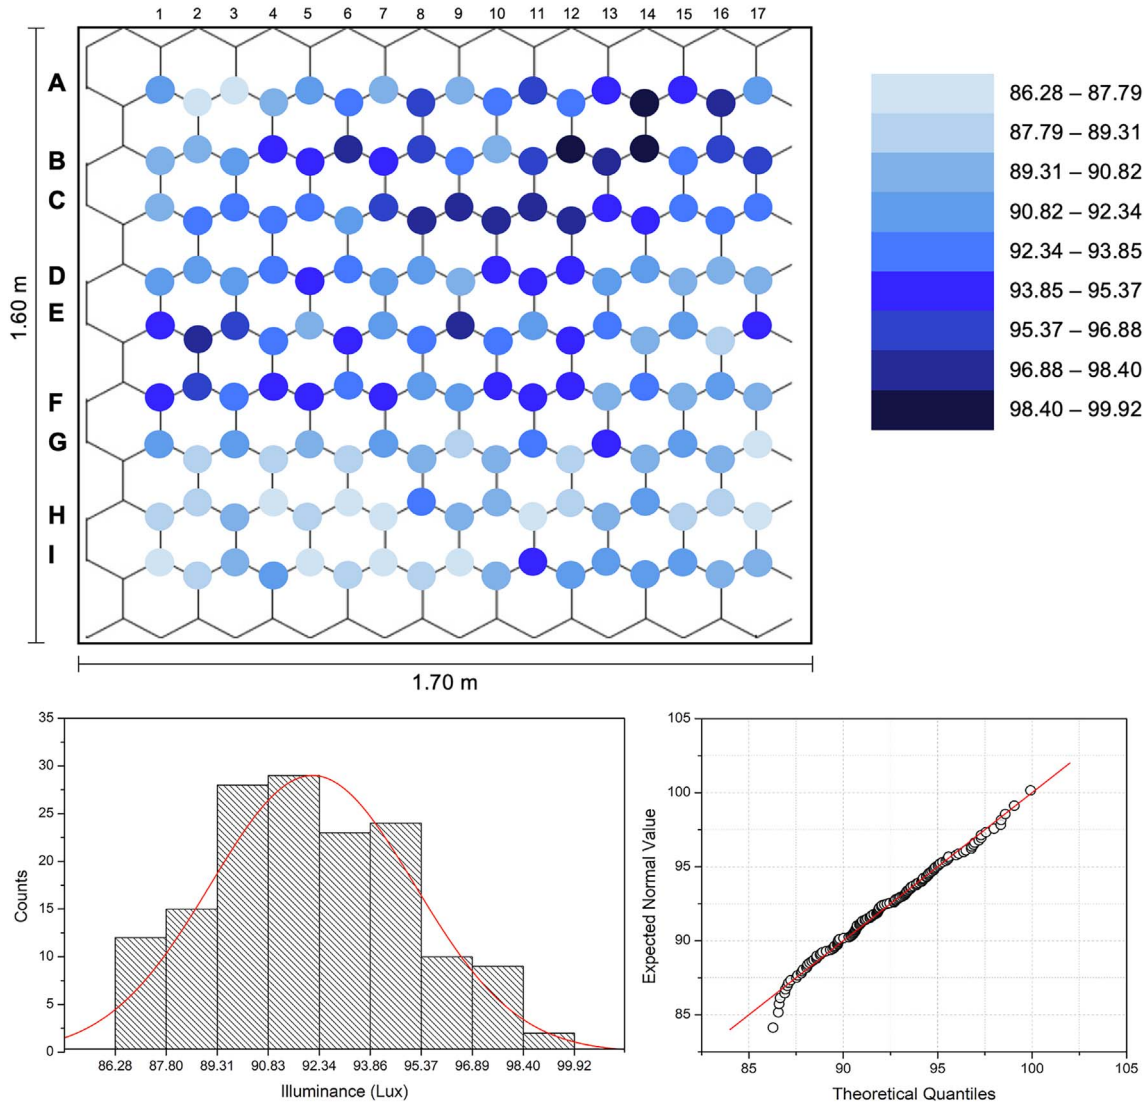 1 2 3 4 5 6 7 8 9 10 11 12 13 14 15 16 17
A
B
C
D
E
F
G
H
I
1.60 m
1.70 m
86.28 – 87.79
87.79 – 89.31
89.31 – 90.82
90.82 – 92.34
92.34 – 93.85
93.85 – 95.37
95.37 – 96.88
96.88 – 98.40
98.40 – 99.92
35
30
25
20
15
10
5
0
Counts
86.28 87.80 89.31 90.83 92.34 93.86 95.37 96.89 98.40 99.92
Illuminance (Lux)
105
100
95
90
85
Expected Normal Value
85 90 95 100 105
Theoretical Quantiles